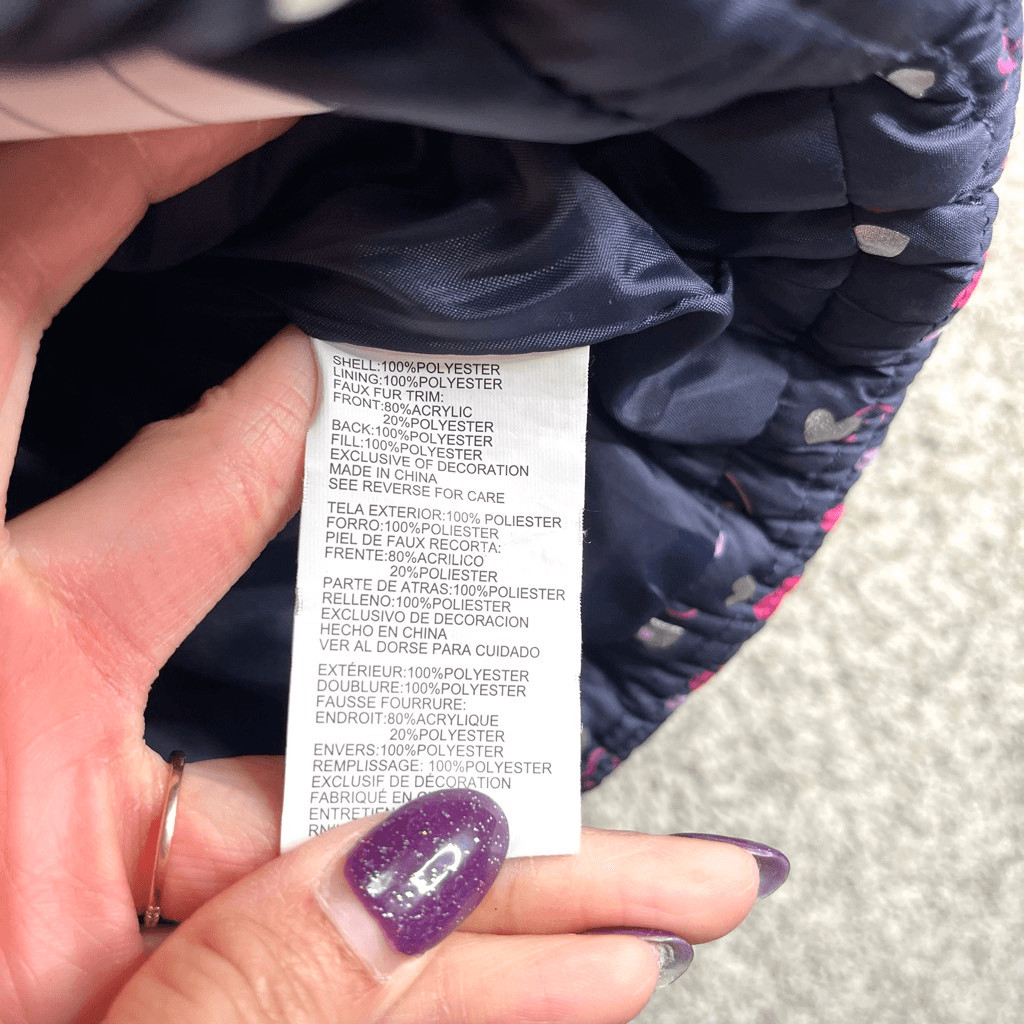 SHELL:100%POLYESTER
LINING:100%POLYESTER
FAUX FUR TRIM:
FRONT:80%ACRYLIC
20%POLYESTER
BACK:100%POLYESTER
FILL:100%POLYESTER
EXCLUSIVE OF DECORATION
MADE IN CHINA
SEE REVERSE FOR CARE
TELA EXTERIOR:100% POLIESTER
FORRO:100%POLIESTER
PIEL DE FAUX RECORTA:
FRENTE:80%ACRILICO
20%POLIESTER
PARTE DE ATRAS:100%POLIESTER
RELLENO:100%POLIESTER
EXCLUSIVO DE DECORACION
HECHO EN CHINA
VER AL DORSE PARA CUIDADO
EXTÉRIEUR:100%POLYESTER
DOUBLURE:100%POLYESTER
FAUSSE FOURRURE:
ENDROIT:80%ACRYLIQUE
20%POLYESTER
ENVERS:100%POLYESTER
REMPLISSAGE: 100%POLYESTER
EXCLUSIF DE DÉCORATION
FABRIQUÉ EN